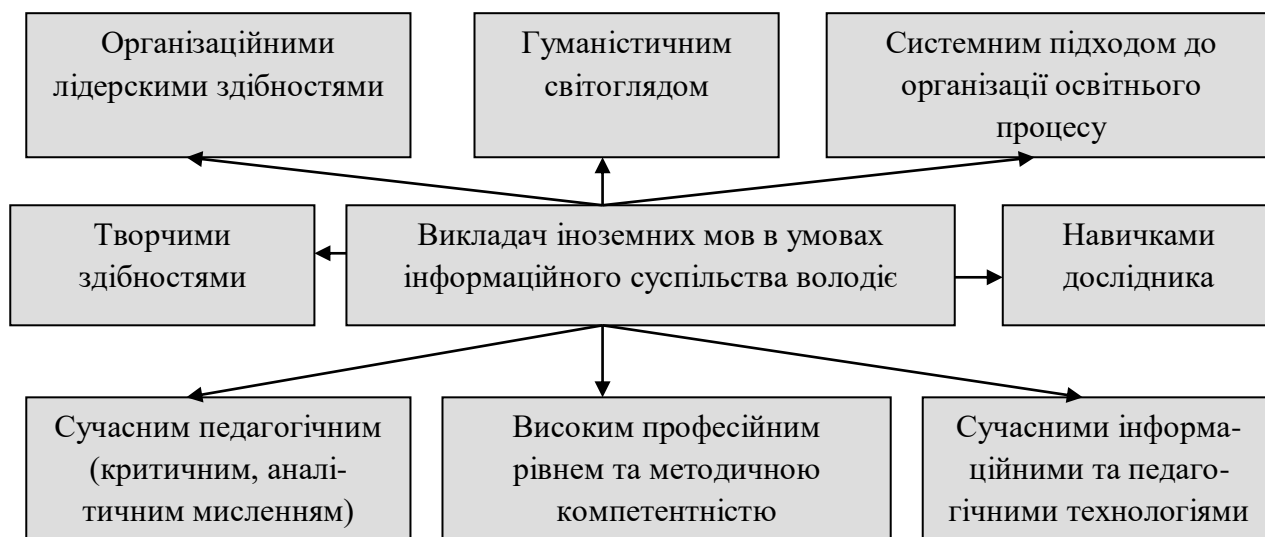 Організаційними
лідерскими здібностями
Гуманістичним
світоглядом
Системним підходом до
організації освітнього
процесу
Творчими
здібностями
Викладач іноземних мов в умовах
інформаційного суспільства володіє
Навичками
дослідника
Сучасним педагогічним
(критичним, аналі-
тичним мисленням)
Високим професійним
рівнем та методичною
компетентністю
Сучасними інформа-
ційними та педаго-
гічними технологіями